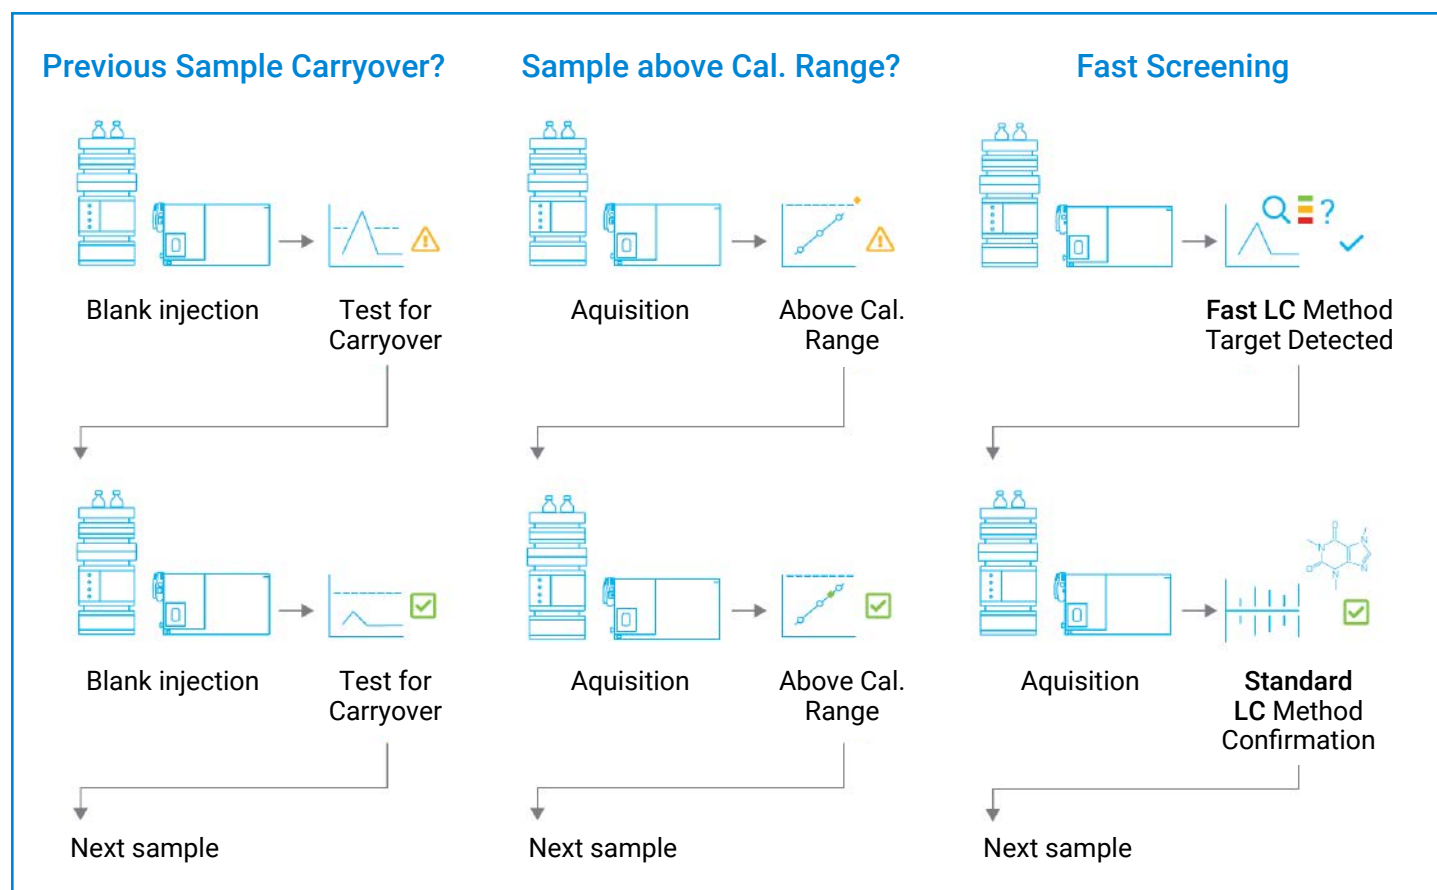 Previous Sample Carryover?
Blank injection
Test for
Carryover
Blank injection
Test for
Carryover
Next sample
Sample above Cal. Range?
Aquisition
Above Cal.
Range
Aquisition
Above Cal.
Range
Next sample
Fast Screening
?
Fast LC Method
Target Detected
Aquisition
O
N
N
O
N
N
Standard
LC Method
Confirmation
Next sample